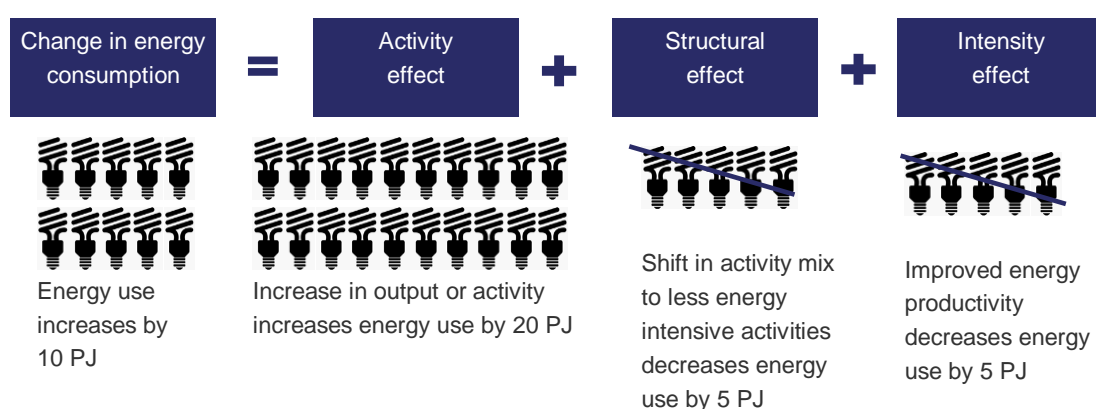 Change in energy
consumption
=
Activity
effect
+
Structural
effect
+
Intensity
effect
Energy use
increases by
10 PJ
Increase in output or activity
increases energy use by 20 PJ
Shift in activity mix
to less energy
intensive activities
decreases energy
use by 5 PJ
Improved energy
productivity
decreases energy
use by 5 PJ